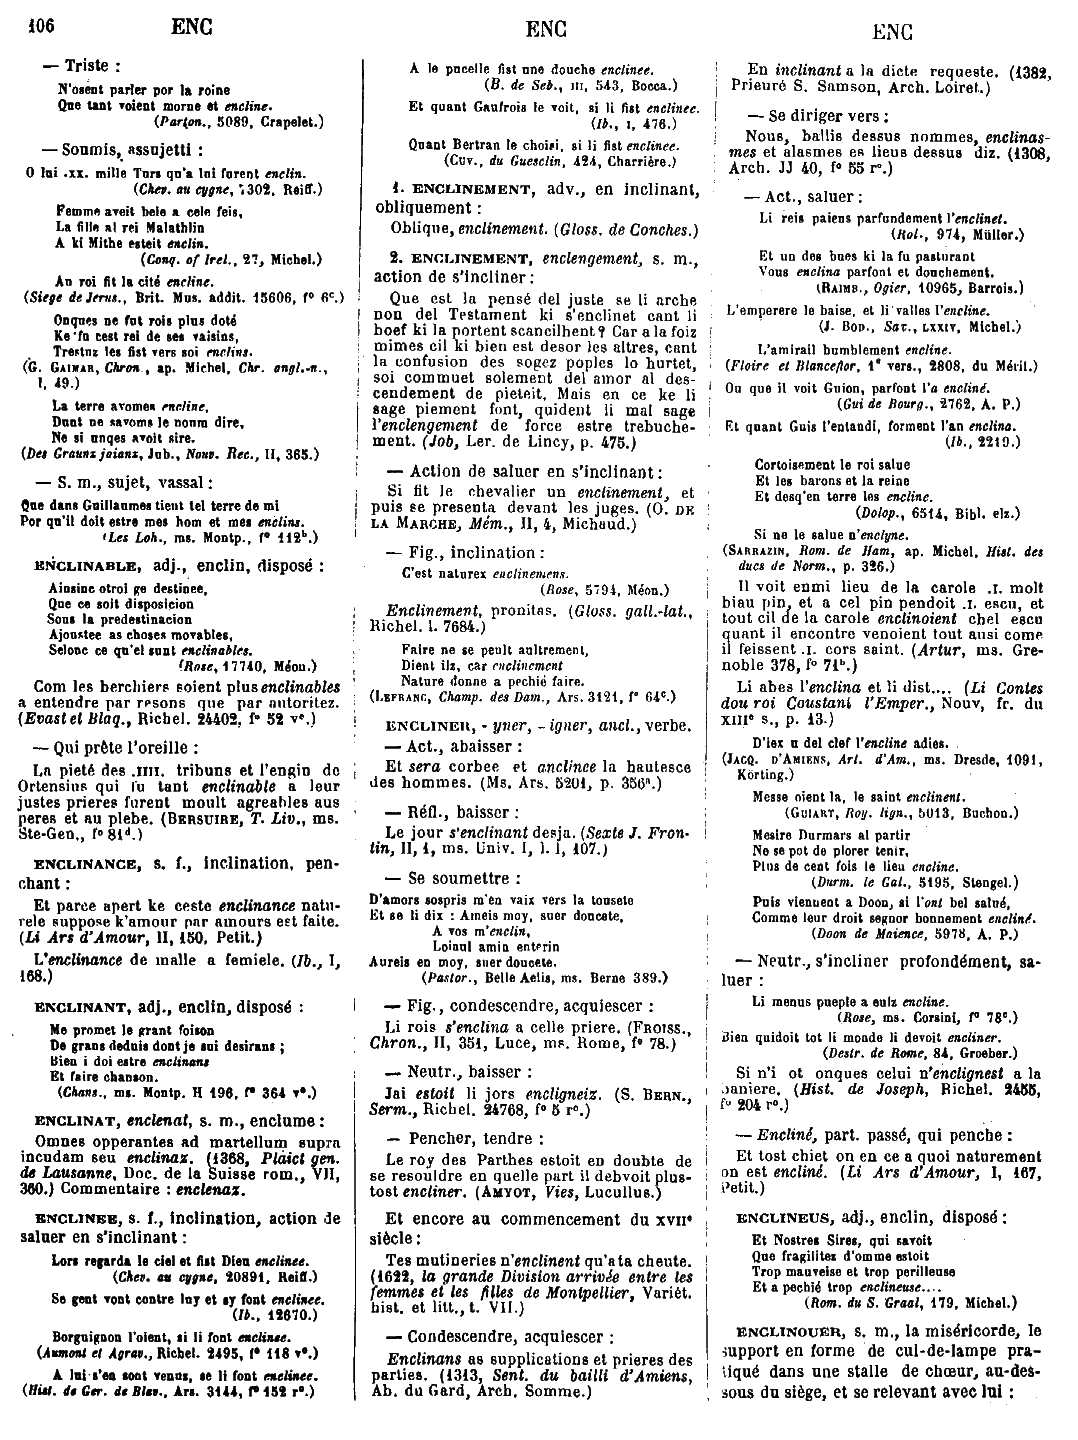 106 ENC ENC ENC
— Triste :
N'osent parler por la roine
Que tant voient morne et encline.
(Parton., 5089, Crapelet.)
— Soumis, assujetti :
O lui .xx. mille Turs qu'a lui furent enclin.
(Chev. au cygne, 1302, Reiff.)
Femme aveit bele a cele feis,
La fille al rei Malathlin
A ki Mithe esteit enclin.
(Conq. of Irel., 27, Michel.)
Au roi fit la cité encline.
(Siege de Jerus., Brit. Mus. addit. 15606, f° 6c.)
Onques ne fut rois plus doté
Ke fu cest rei de ses vaisins,
Trestuz les fist vers soi enclins.
(G. GAIMAR, Chron., ap. Michel, Chr. angl.-n.,
I, 49.)
La terre avomes encline,
Dunt ne savoms le noum dire,
Ne si unqes avoit sire.
(Des Graunz jaianz, Jub., Nouv. Rec., II, 365.)
— S. m., sujet, vassal :
Que dans Guillaumes tient tel terre de mi
Por qu'il doit estre mes hom et mes enclins.
(Les Loh., ms. Montp., f° 112b.)
ENCLINABLE, adj., enclin, disposé :
Ainsinc otroi ge destinee,
Que ce soit disposicion
Sous la predestinacion
Ajoustee as choses movables,
Selonc ce qu'el sunt enclinables.
(Rose, 17740, Méon.)
Com les berchiers soient plus enclinables
a entendre par resons que par autoritez.
(Evast et Blaq., Richel. 24402, f° 52 v°.)
— Qui prête l'oreille :
La pieté des .IIII. tribuns et l'engin de
Ortensius qui fu tant enclinable a leur
justes prieres furent moult agreables aus
peres et au plebe. (BERSUIRE, T. Liv., ms.
Ste-Gen., f° 81d.)
ENCLINANCE, s. f., inclination, pen-
chant :
Et parce apert ke ceste enclinance natu-
rele suppose k'amour par amours est faite.
(Li Ars d'Amour, II, 150, Petit.)
L'enclinance de malle a femiele. (Ib., I,
168.)
ENCLINANT, adj., enclin, disposé :
Me promet le grant foison
De grans deduis dont je sui desirans ;
Bien i doi estre enclinans
Et faire chanson.
(Chans., ms. Montp. H 196, f° 364 v°.)
ENCLINAT, enclenat, s. m., enclume :
Omnes opperantes ad martellum supra
incudam seu enclinaz. (1368, Plaict gen.
de Lausanne, Doc. de la Suisse rom., VII,
360.) Commentaire : enclenaz.
ENCLINEE, s. f., inclination, action de
saluer en s'inclinant :
Lors regarda le ciel et fist Dieu enclinee.
(Chev. au cygne, 20891, Reiff.)
Se gent vont contre luy et sy font enclinee.
(Ib., 12670.)
Borguignon l'oient, si li font enclinee.
(Aumont et Agrav., Richel. 2495, f° 118 v°.)
A lui s'en sont venus, se li font enclinee.
(Hist. de Ger. de Blav., Ars. 3144, f° 152 r°.)
A le pucelle fist une douche enclinee.
(B. de Seb., III, 543, Bocca.)
Et quant Gaufrois le voit, si li fist enclinee.
(Ib., I, 476.)
Quant Bertran le choisi, si li fist enclinee.
(CUV., du Guesclin, 424, Charrière.)
1. ENCLINEMENT, adv., en inclinant,
obliquement :
Oblique, enclinement. (Gloss. de Conches.)
2. ENCLINEMENT, enclengement, s. m.,
action de s'incliner :
Que est la pensé del juste se li arche
non del Testament ki s'enclinet cant li
boef ki la portent scancilhent? Car a la foiz
mimes cil ki bien est desor les altres, cant
la confusion des sogez poples lo hurtet,
soi commuet solement del amor al des-
cendement de pieteit. Mais en ce ke li
sage piement font, quident li mal sage
l'enclengement de force estre trebuche-
ment. (Job, Ler. de Lincy, p. 475.)
— Action de saluer en s'inclinant :
Si fit le chevalier un enclinement, et
puis se presenta devant les juges. (O. DE
LA MARCHE, Mém., II, 4, Michaud.)
— Fig., inclination :
C'est naturex enclinemens.
(Rose, 5794, Méon.)
Enclinement, pronitas. (Gloss. gall.-lat.,
Richel. l. 7684.)
Faire ne se peult aultrement,
Dient ilz, car enclinement
Nature donne a pechié faire.
(LEFRANC, Champ. des Dam., Ars. 3121, f° 64c.)
ENCLINER, - yner, - igner, ancl., verbe.
— Act., abaisser :
Et sera corbee et anclinee la hautesce
des hommes. (Ms. Ars. 5201, p. 356a.)
— Réfl., baisser :
Le jour s'enclinant desja. (Sexte J. Fron-
tin, II, 1, ms. Univ. I, l. I, 107.)
— Se soumettre :
D'amors sospris m'en vaix vers la tousete
Et se li dix : Ameis moy, suer doucete,
A vos m'enclin,
Loiaul amin enterin
Aureis en moy, suer doucete.
(Pastor., Belle Aelis, ms. Berne 389.)
— Fig., condescendre, acquiescer :
Li rois s'enclina a celle priere. (FROISS.,
Chron., II, 351, Luce, ms. Rome, f° 78.)
— Neutr., baisser :
Jai estoit li jors encligneiz. (S. BERN.,
Serm., Richel. 24768, f° 5 r°.)
— Pencher, tendre :
Le roy des Parthes estoit en doubte de
se resouldre en quelle part il debvoit plus-
tost encliner. (AMYOT, Vies, Lucullus.)
Et encore au commencement du XVIIe
siècle :
Tes mutineries n'enclinent qu'a ta cheute.
(1622, la grande Division arrivée entre les
femmes et les filles de Montpellier, Variét.
hist. et litt., t. VII.)
— Condescendre, acquiescer :
Enclinans as supplications et prieres des
parties. (1313, Sent. du bailli d'Amiens,
Ab. du Gard, Arch. Somme.)
En inclinant a la dicte requeste. (1382,
Prieuré S. Samson, Arch. Loiret.)
— Se diriger vers :
Nous, ballis dessus nommes, enclinas-
mes et alasmes es lieus dessus diz. (1308,
Arch. JJ 40, f° 55 r°.)
— Act., saluer :
Li reis paiens parfundement l'enclinet.
(Rol., 974, Müller.)
Et un des bues ki la fu pasturant
Vous enclina parfont et douchement.
(RAIMB., Ogier, 10965, Barrois.)
L'emperere le baise, et li valles l'encline.
(J. BOD., Sax., LXXIV, Michel.)
L'amirail humblement encline.
(Floire et Blanceflor, 1e vers., 2808, du Méril.)
Ou que il voit Guion, parfont l'a encliné.
(Gui de Bourg., 2762, A. P.)
Et quant Guis l'entandi, forment l'an enclina.
(Ib., 2219.)
Cortoisement le roi salue
Et les barons et la reine
Et desq'en terre les encline.
(Dolop., 6514, Bibl. elz.)
Si ne le salue n'enclyne.
(SARRAZIN, Rom. de Ham, ap. Michel, Hist. des
ducs de Norm., p. 326.)
Il voit enmi lieu de la carole .I. molt
biau pin, et a cel pin pendoit .I. escu, et
tout cil de la carole enclinoient chel escu
quant il encontre venoient tout ausi come
il feissent .I. cors saint. (Artur, ms. Gre-
noble 378, f° 71b.)
Li abes l'enclina et li dist.... (Li Contes
dou roi Coustant l'Emper., Nouv. fr. du
XIIIe s., p. 13.)
D'iex u del cief l'encline adies.
(JACQ. D'AMIENS, Art. d'Am., ms. Dresde, 1091,
Körting.)
Messe oient la, le saint enclinent.
(GUIART, Roy. lign., 5013, Buchon.)
Mesire Durmars al partir
Ne se pot de plorer tenir,
Plus de cent fois le lieu encline.
(Durm. le Gal., 5195, Stengel.)
Puis viennent a Doon, si l'ont bel salué,
Comme leur droit segnor bonnement encliné.
(Doon de Maience, 5978, A. P.)
— Neutr., s'incliner profondément, sa-
luer :
Li menus pueple a eulz encline.
(Rose, ms. Corsini, f° 78c.)
Bien quidoit tot li monde li devoit encliner.
(Destr. de Rome, 84, Groeber.)
Si n'i ot onques celui n'enclignest a la
baniere. (Hist. de Joseph, Richel. 2455,
f° 204 r°.)
— Encliné, part. passé, qui penche :
Et tost chiet on en ce a quoi naturement
on est encliné. (Li Ars d'Amour, I, 167,
Petit.)
ENCLINEUS, adj., enclin, disposé :
Et Nostres Sires, qui savoit
Que fragilitez d'omme estoit
Trop mauveise et trop perilleuse
Et a pechié trop enclineuse....
(Rom. du S. Graal, 179, Michel.)
ENCLINOUER, s. m., la miséricorde, le
support en forme de cul-de-lampe pra-
tiqué dans une stalle de chœur, au-des-
sous du siège, et se relevant avec lui :